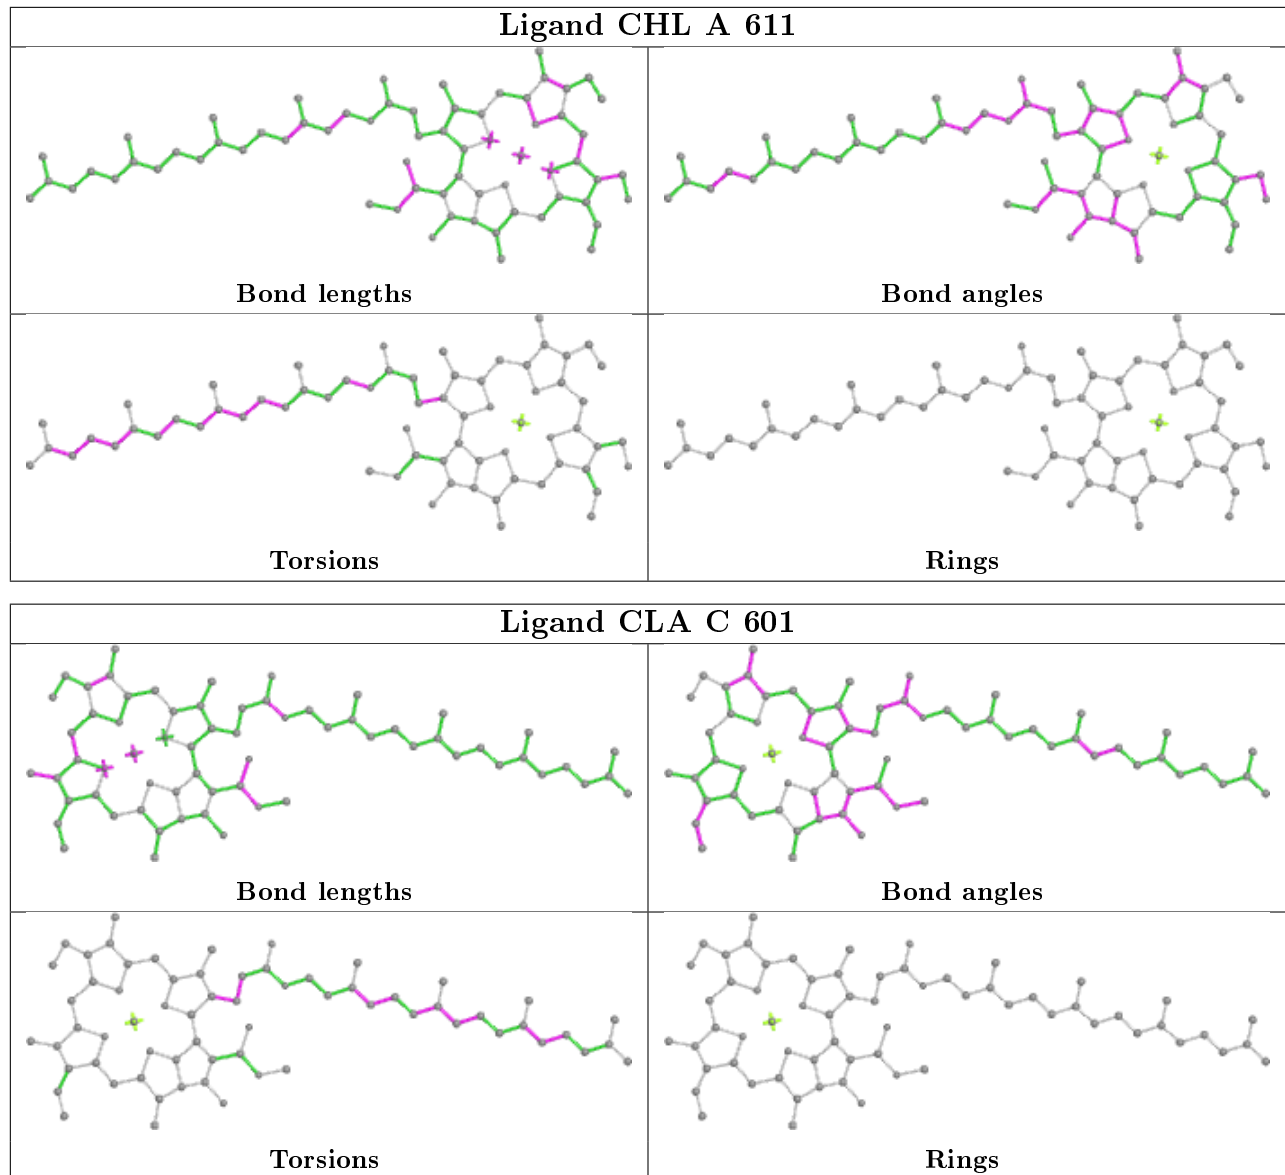 Ligand CHL A 611
Bond lengths
Bond angles
Torsions
Rings
Ligand CLA C 601
Bond lengths
Bond angles
Torsions
Rings